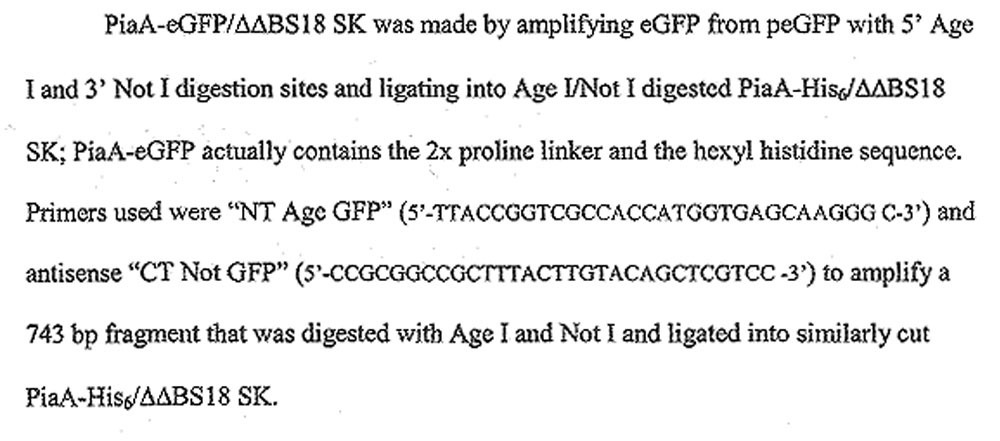 PiaA-eGFP/ΔΔBS18 SK was made by amplifying eGFP from peGFP with 5’ Age
I and 3’ Not I digestion sites and ligating into Age I/Not I digested PiaA-His₆/ΔΔBS18
SK; PiaA-eGFP actually contains the 2x proline linker and the hexyl histidine sequence.
Primers used were “NT Age GFP” (5’-TTACCGGTCGCCACCATGGTGAGCAAGGG C-3’) and
antisense “CT Not GFP” (5’-CCGCGGCCGCTTTACTTGTACAGCTCGTCC -3’) to amplify a
743 bp fragment that was digested with Age I and Not I and ligated into similarly cut
PiaA-His₆/ΔΔBS18 SK.